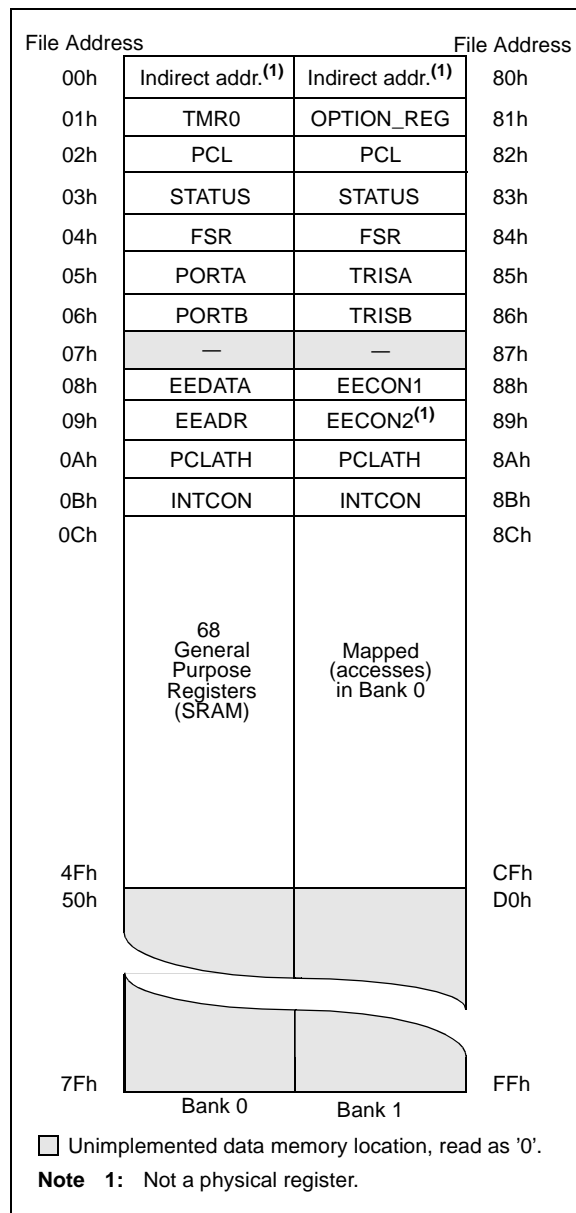 File Address File Address
00h Indirect addr.(1) Indirect addr.(1) 80h
01h TMR0 OPTION_REG 81h
02h PCL PCL 82h
03h STATUS STATUS 83h
04h FSR FSR 84h
05h PORTA TRISA 85h
06h PORTB TRISB 86h
07h — — 87h
08h EEDATA EECON1 88h
09h EEADR EECON2(1) 89h
0Ah PCLATH PCLATH 8Ah
0Bh INTCON INTCON 8Bh
0Ch 8Ch
68
General
Purpose
Registers
(SRAM)
Mapped
(accesses)
in Bank 0
4Fh CFh
50h D0h
7Fh FFh
Bank 0 Bank 1
Unimplemented data memory location, read as '0'.
Note 1: Not a physical register.